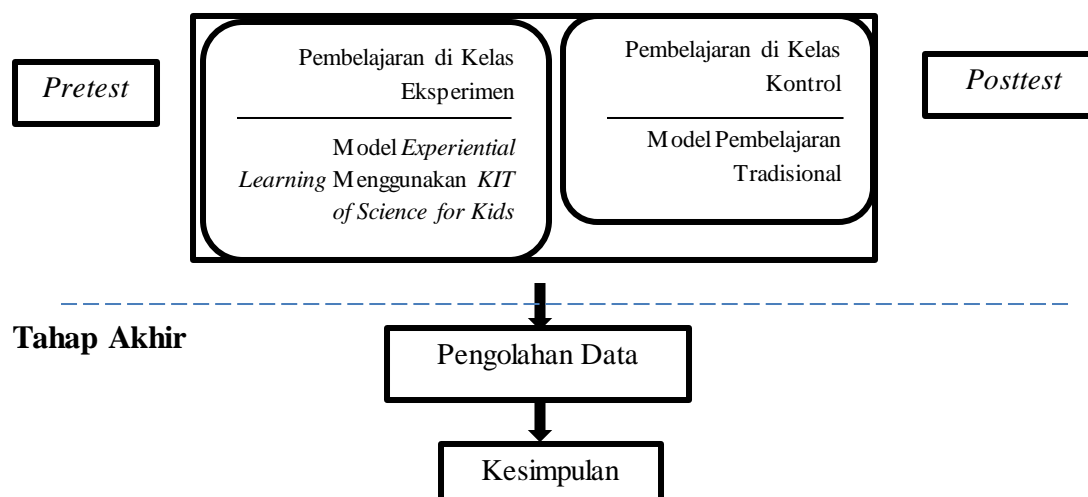 Pretest
Pembelajaran di Kelas
Eksperimen
Model Experiential
Learning Menggunakan KIT
of Science for Kids
Pembelajaran di Kelas
Kontrol
Model Pembelajaran
Tradisional
Posttest
Tahap Akhir
Pengolahan Data
Kesimpulan